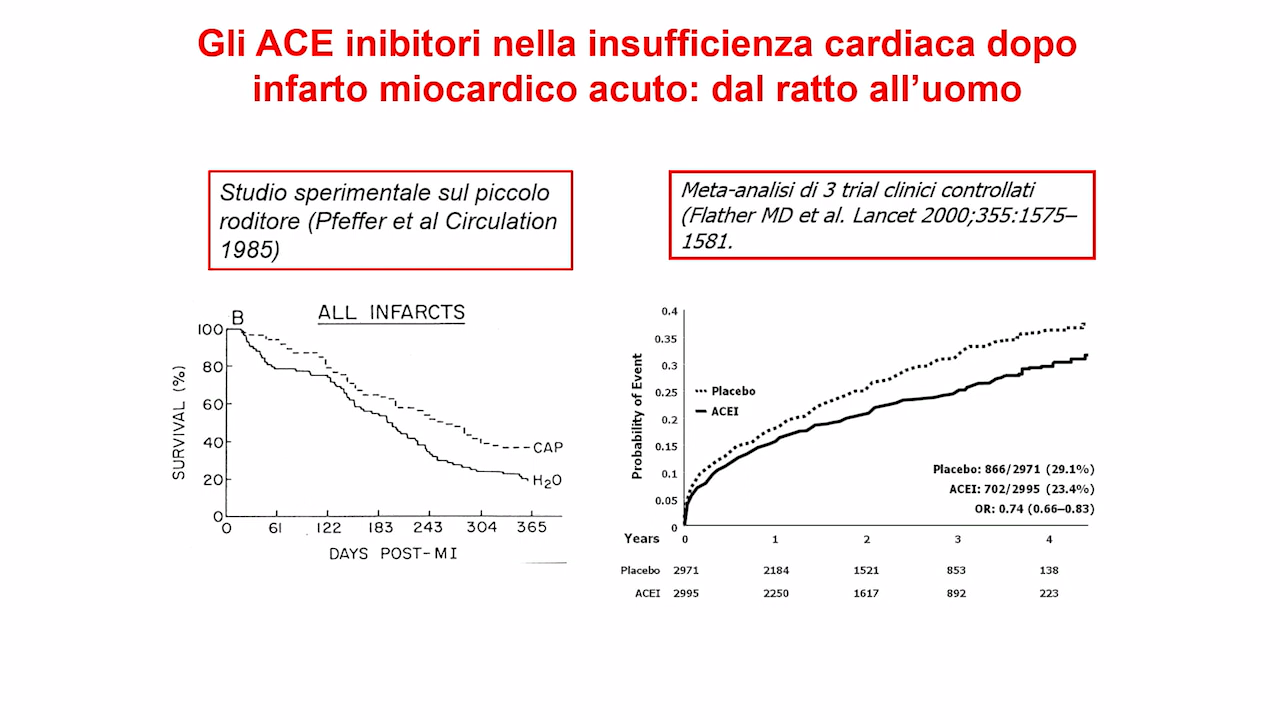 Gli ACE inibitori nella insufficienza cardiaca dopo
infarto miocardico acuto: dal ratto all’uomo
Studio sperimentale sul piccolo
roditore (Pfeffer et al Circulation
1985)
Meta-analisi di 3 trial clinici controllati
(Flather MD et al. Lancet 2000;355:1575–
1581.
B
ALL INFARCTS
SURVIVAL (%)
100
80
60
40
20
0
CAP
H2O
0 61 122 183 243 304 365
DAYS POST-MI
Probability of Event
0.4
0.35
0.3
0.25
0.2
0.15
0.1
0.05
0
Placebo
ACEI
Placebo: 866/2971 (29.1%)
ACEI: 702/2995 (23.4%)
OR: 0.74 (0.66–0.83)
Years 0 1 2 3 4
Placebo 2971 2184 1521 853 138
ACEI 2995 2250 1617 892 223